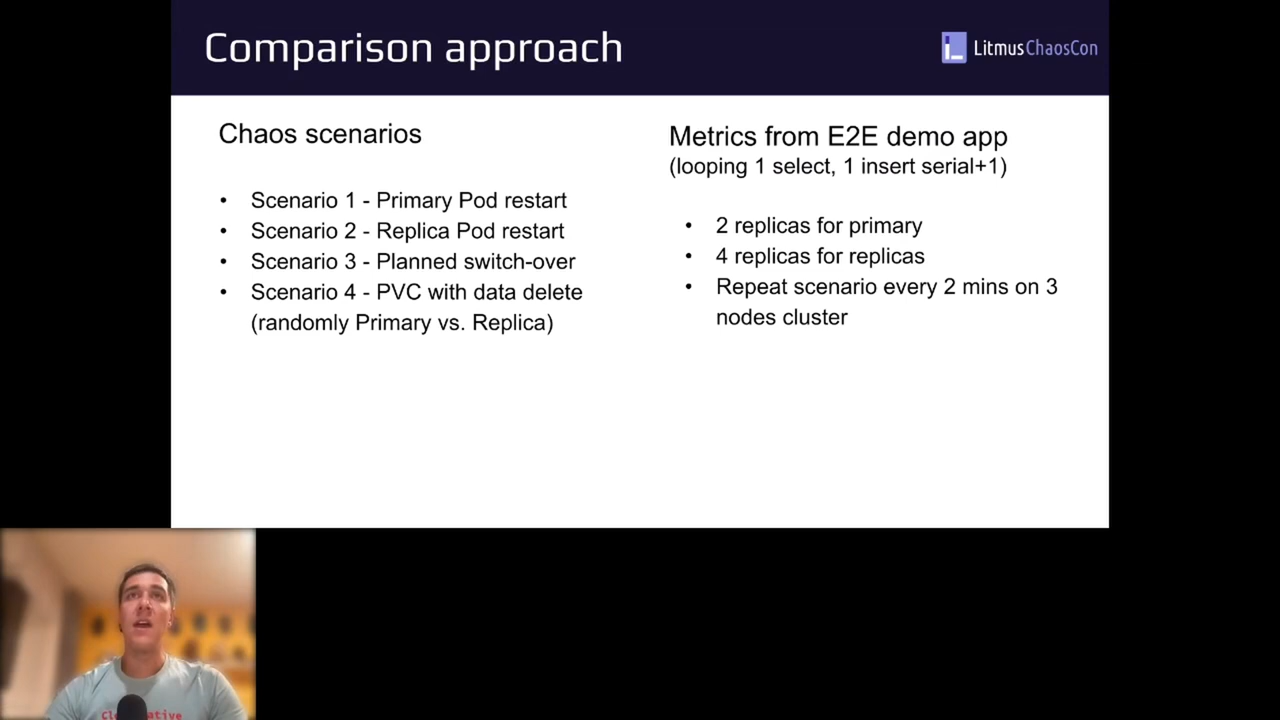 Comparison approach
LitmusChaosCon
Chaos scenarios
• Scenario 1 - Primary Pod restart
• Scenario 2 - Replica Pod restart
• Scenario 3 - Planned switch-over
• Scenario 4 - PVC with data delete
(randomly Primary vs. Replica)
Metrics from E2E demo app
(looping 1 select, 1 insert serial+1)
• 2 replicas for primary
• 4 replicas for replicas
• Repeat scenario every 2 mins on 3
nodes cluster